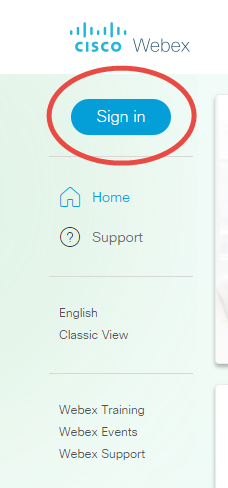 CISCO Webex
Sign in
Home
? Support
English
Classic View
Webex Training
Webex Events
Webex Support